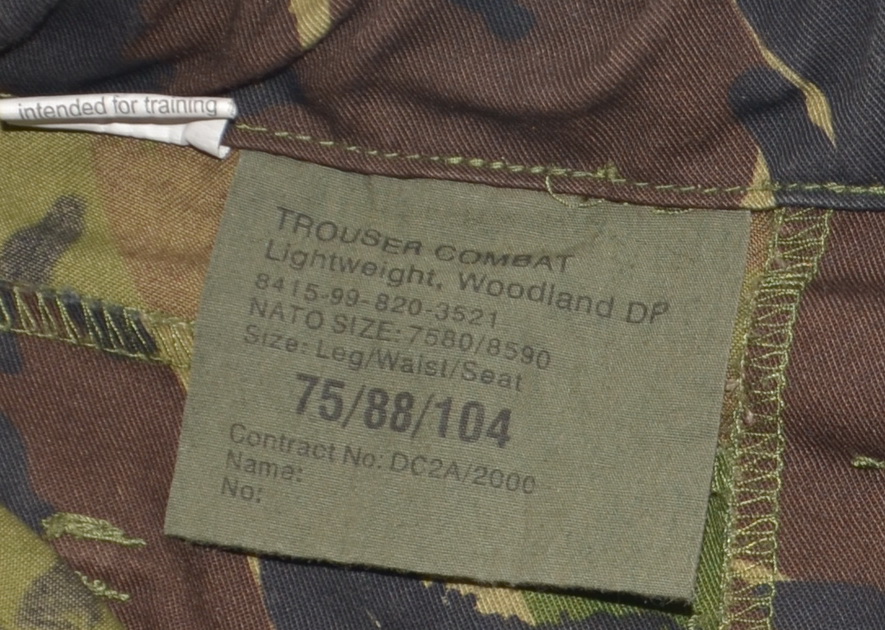 intended for training
TROUSER COMBAT
Lightweight, Woodland DP
8415-99-820-3521
NATO SIZE: 7580/8590
Size: Leg/Waist/Seat
75/88/104
Contract No: DC2A/2000
Name:
No: